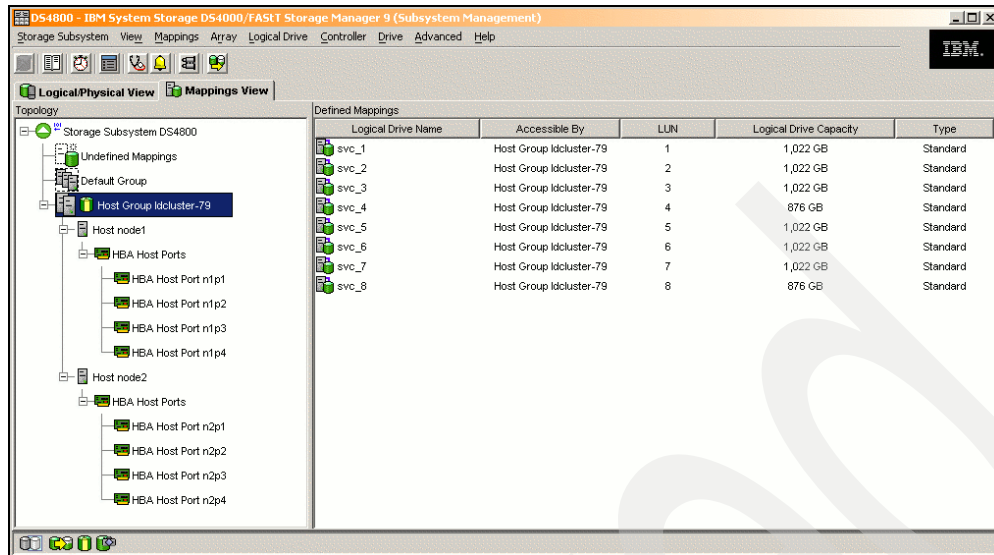 DS4800 - IBM System Storage DS4000/FAStT Storage Manager 9 (Subsystem Management)
Storage Subsystem View Mappings Array Logical Drive Controller Drive Advanced Help
IBM.
Logical/Physical View Mappings View
Topology
Storage Subsystem DS4800
Undefined Mappings
Default Group
Host Group ldcluster-79
Host node1
HBA Host Ports
HBA Host Port n1p1
HBA Host Port n1p2
HBA Host Port n1p3
HBA Host Port n1p4
Host node2
HBA Host Ports
HBA Host Port n2p1
HBA Host Port n2p2
HBA Host Port n2p3
HBA Host Port n2p4
Defined Mappings
Logical Drive Name Accessible By LUN Logical Drive Capacity Type
svc_1 Host Group ldcluster-79 1 1,022 GB Standard
svc_2 Host Group ldcluster-79 2 1,022 GB Standard
svc_3 Host Group ldcluster-79 3 1,022 GB Standard
svc_4 Host Group ldcluster-79 4 876 GB Standard
svc_5 Host Group ldcluster-79 5 1,022 GB Standard
svc_6 Host Group ldcluster-79 6 1,022 GB Standard
svc_7 Host Group ldcluster-79 7 1,022 GB Standard
svc_8 Host Group ldcluster-79 8 876 GB Standard